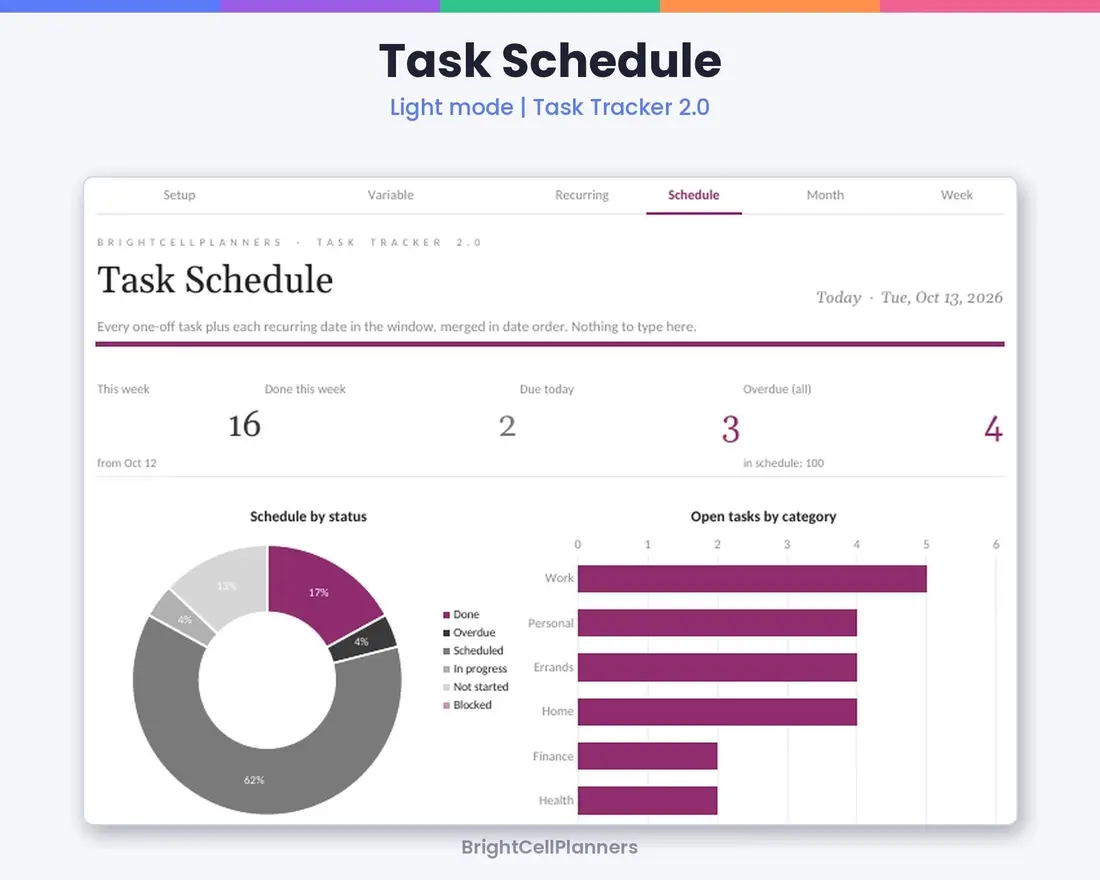 Task Schedule
Light mode | Task Tracker 2.0
Setup Variable Recurring Schedule Month Week
BRIGHTCELLPLANNERS · TASK TRACKER 2.0
Task Schedule
Today · Tue, Oct 13, 2026
Every one-off task plus each recurring date in the window, merged in date order. Nothing to type here.
This week Done this week Due today Overdue (all)
16 2 3 4
from Oct 12 in schedule: 100
Schedule by status
17%
4%
62%
4%
13%
Done
Overdue
Scheduled
In progress
Not started
Blocked
Open tasks by category
0 1 2 3 4 5 6
Work
Personal
Errands
Home
Finance
Health
BrightCellPlanners